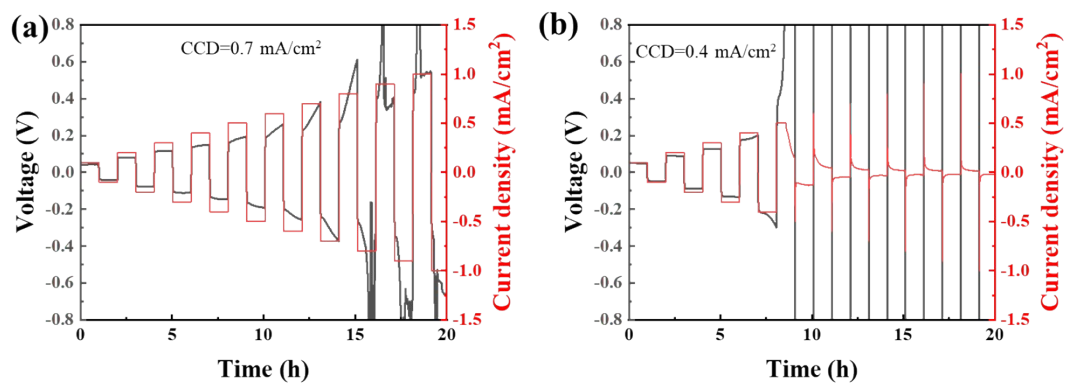 (a)
CCD=0.7 mA/cm²
Voltage (V)
0.8
0.6
0.4
0.2
0.0
-0.2
-0.4
-0.6
-0.8
1.5
1.0
0.5
0.0
-0.5
-1.0
-1.5
Current density (mA/cm²)
0 5 10 15 20
Time (h)
(b)
CCD=0.4 mA/cm²
Voltage (V)
0.8
0.6
0.4
0.2
0.0
-0.2
-0.4
-0.6
-0.8
1.5
1.0
0.5
0.0
-0.5
-1.0
-1.5
Current density (mA/cm²)
0 5 10 15 20
Time (h)